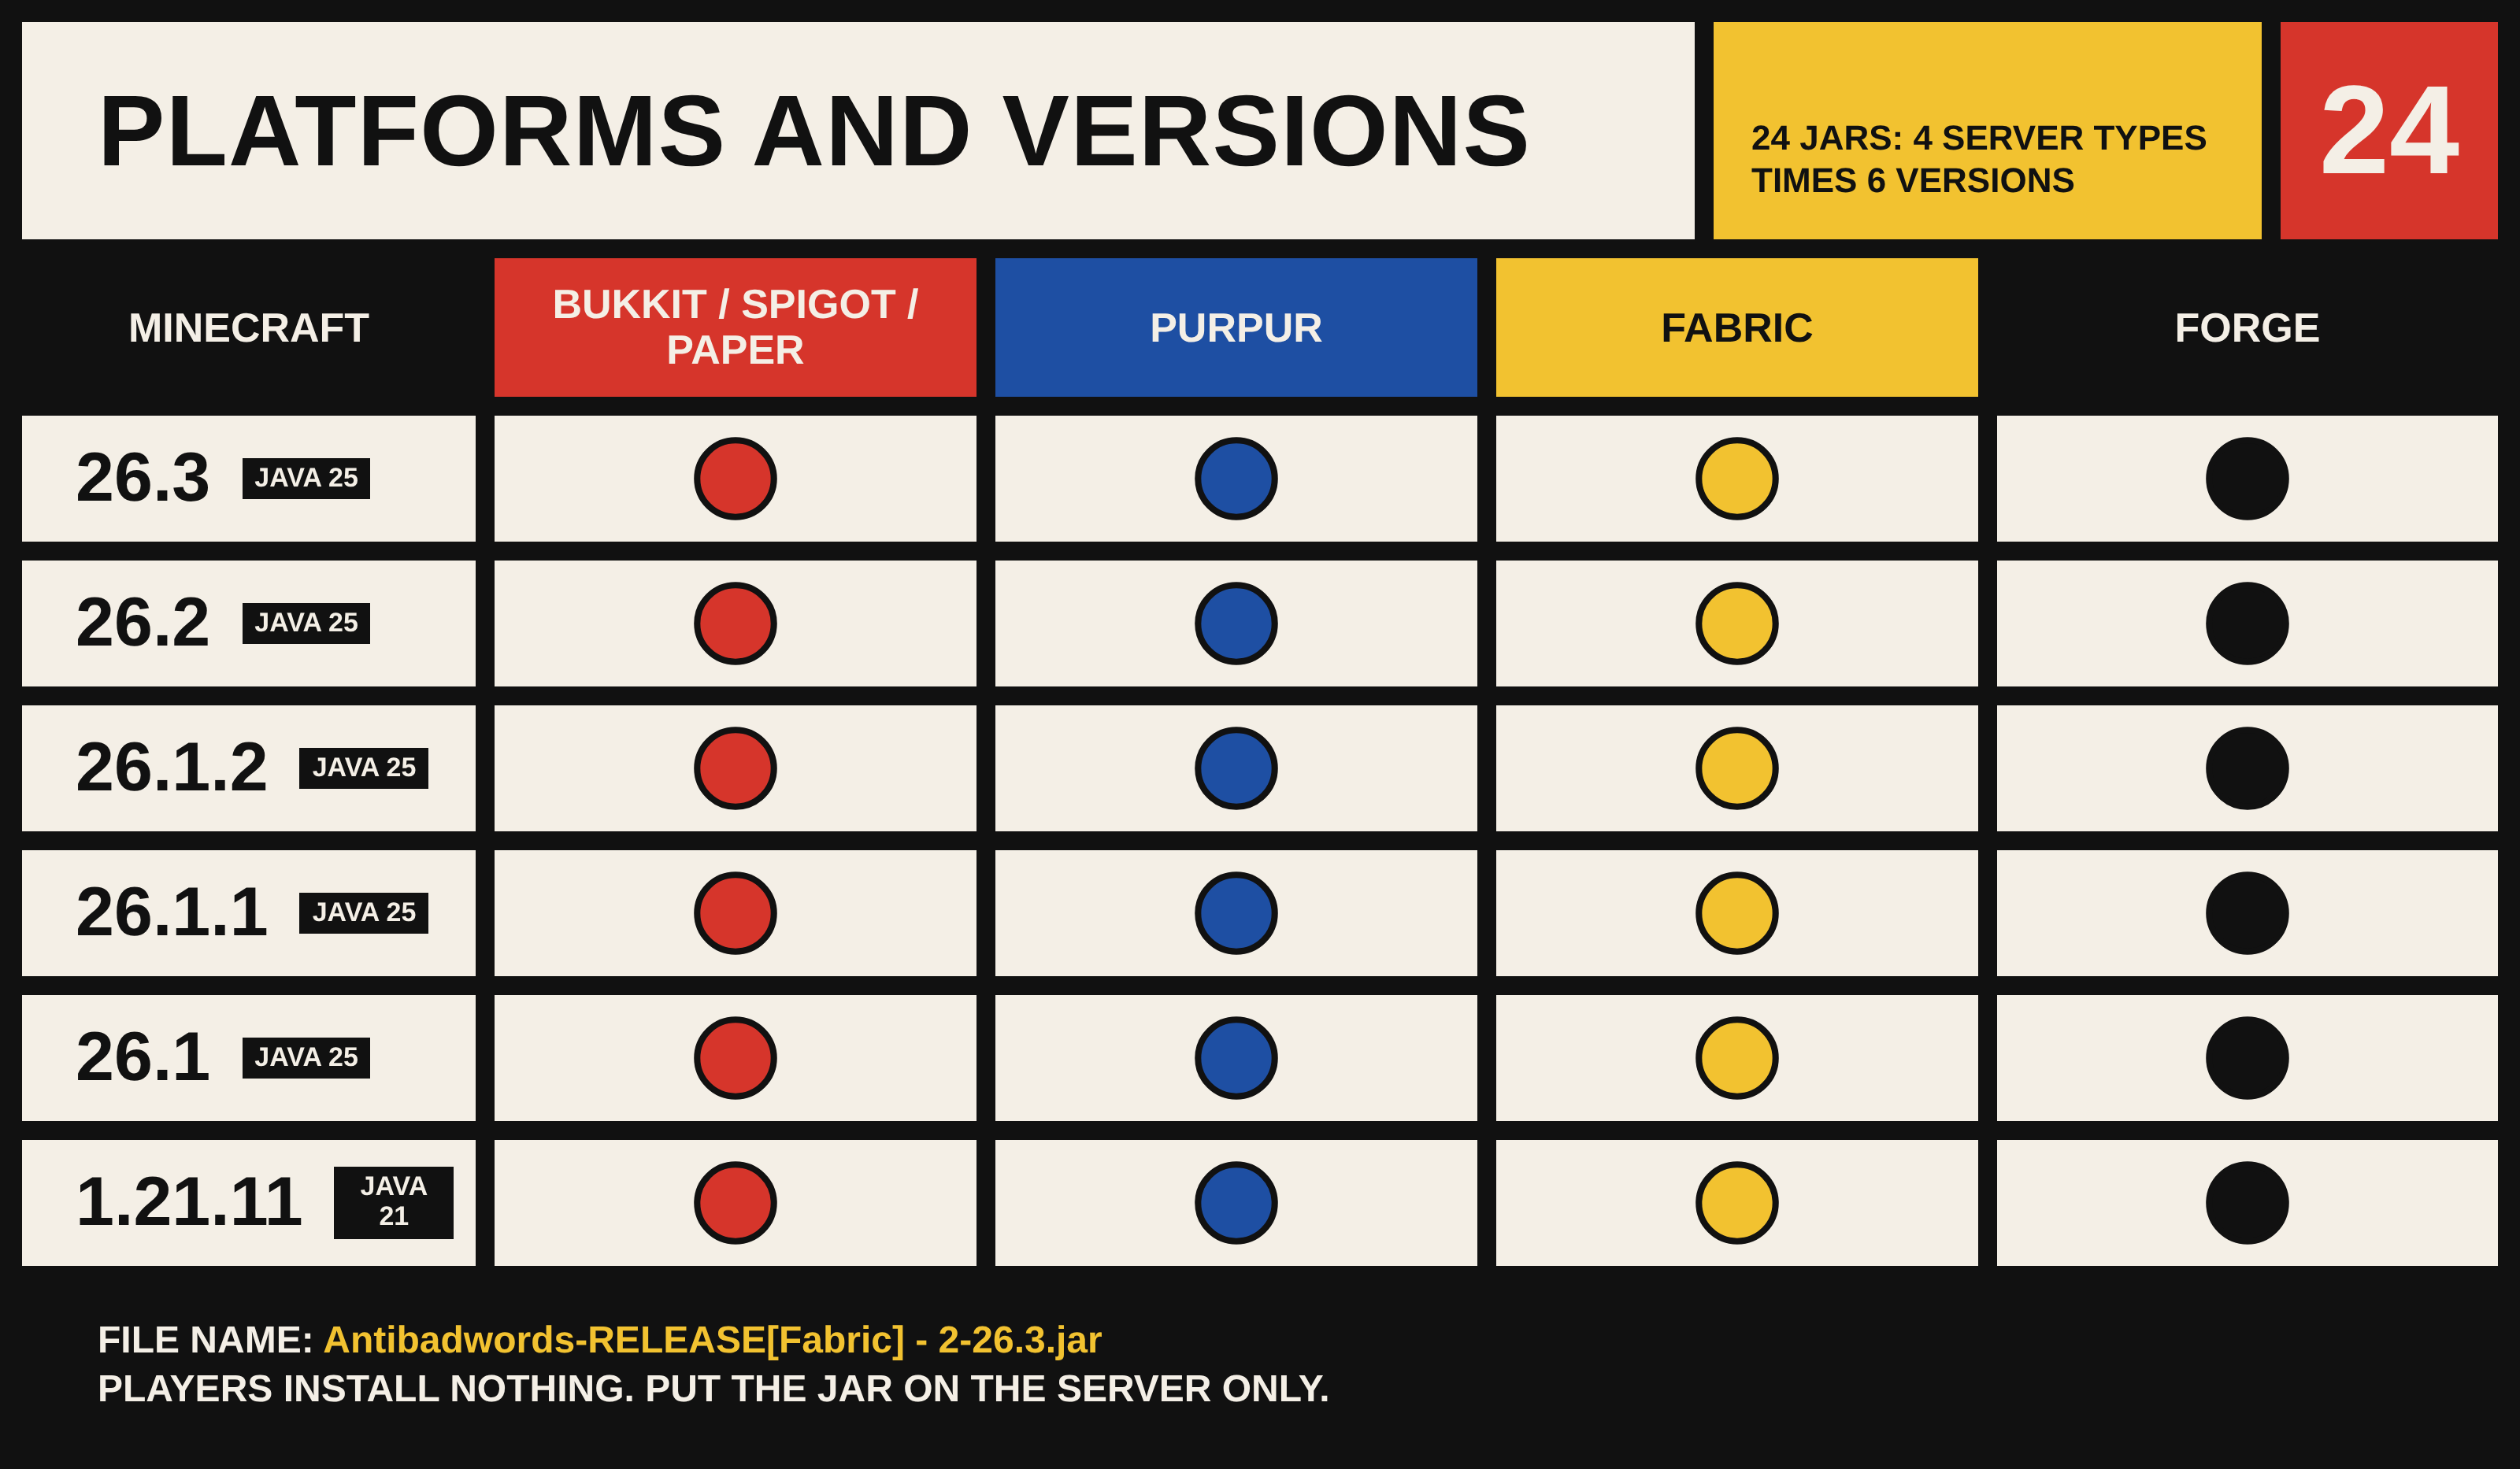 PLATFORMS AND VERSIONS
24 JARS: 4 SERVER TYPES
TIMES 6 VERSIONS
24
MINECRAFT
BUKKIT / SPIGOT /
PAPER
PURPUR
FABRIC
FORGE
26.3 JAVA 25
26.2 JAVA 25
26.1.2 JAVA 25
26.1.1 JAVA 25
26.1 JAVA 25
1.21.11 JAVA
21
FILE NAME: Antibadwords-RELEASE[Fabric] - 2-26.3.jar
PLAYERS INSTALL NOTHING. PUT THE JAR ON THE SERVER ONLY.